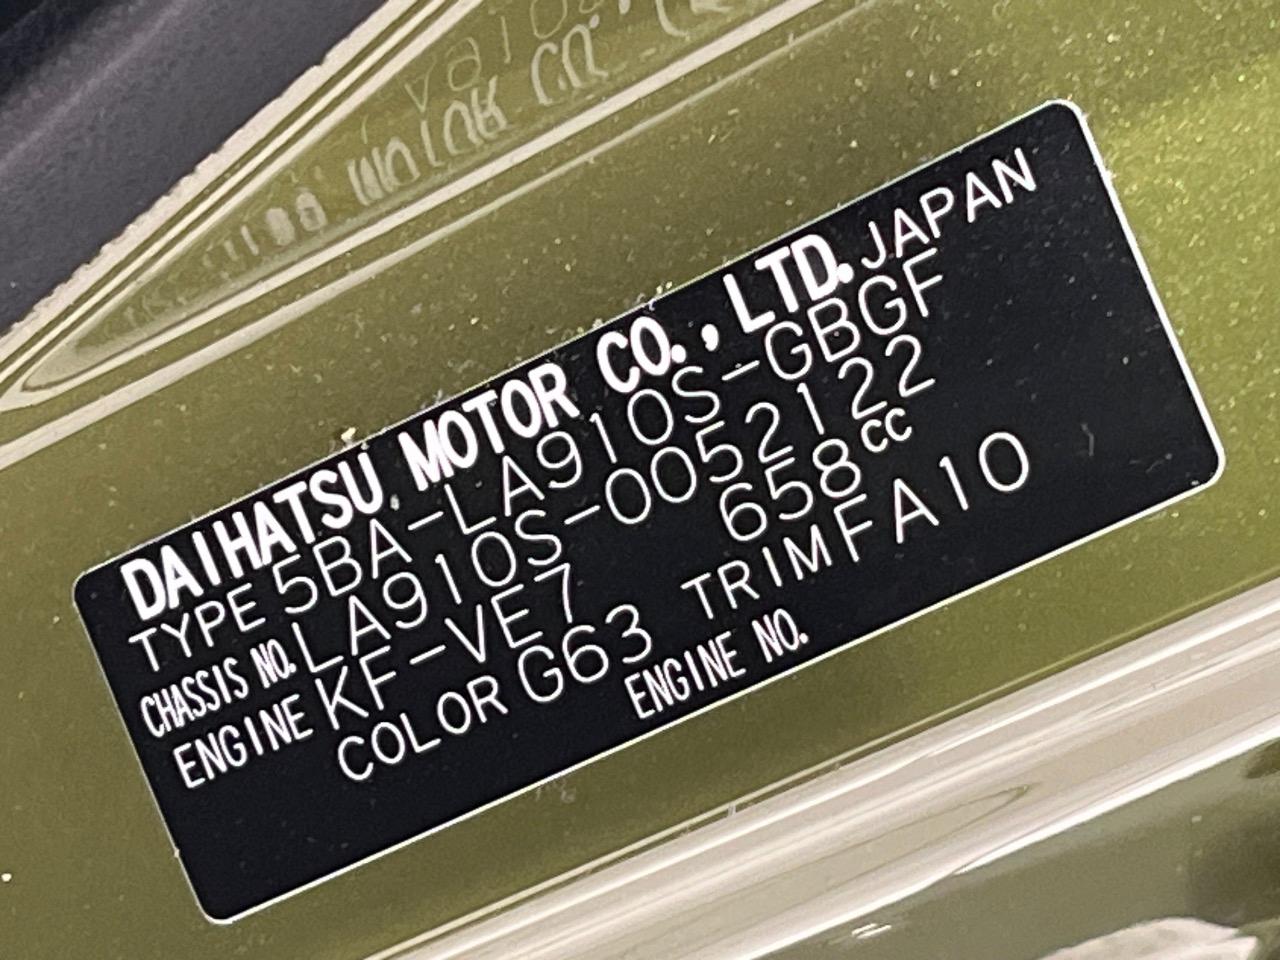 DAIHATSU MOTOR CO., LTD. JAPAN
TYPE 5BA-LA910S-GBGF
CHASSIS NO. LA910S-0052122
ENGINE KF-VE7 658cc
COLOR G63 TRIM FA10
ENGINE NO.